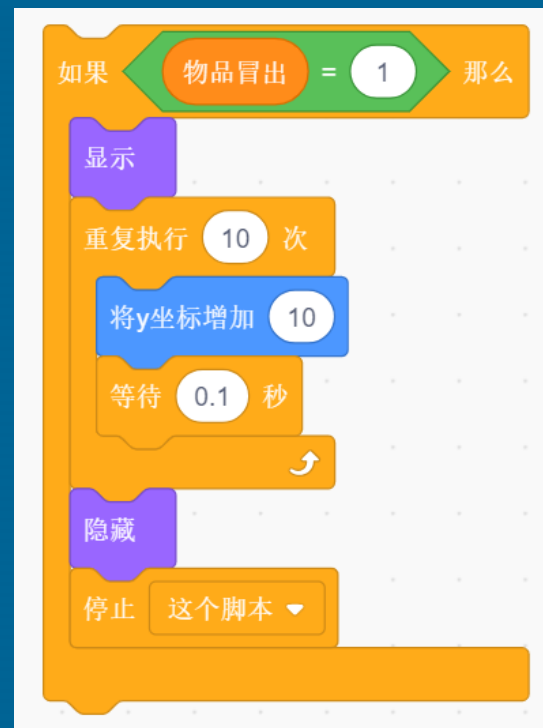 如果 物品冒出 = 1 那么
显示
重复执行 10 次
将y坐标增加 10
等待 0.1 秒
隐藏
停止 这个脚本